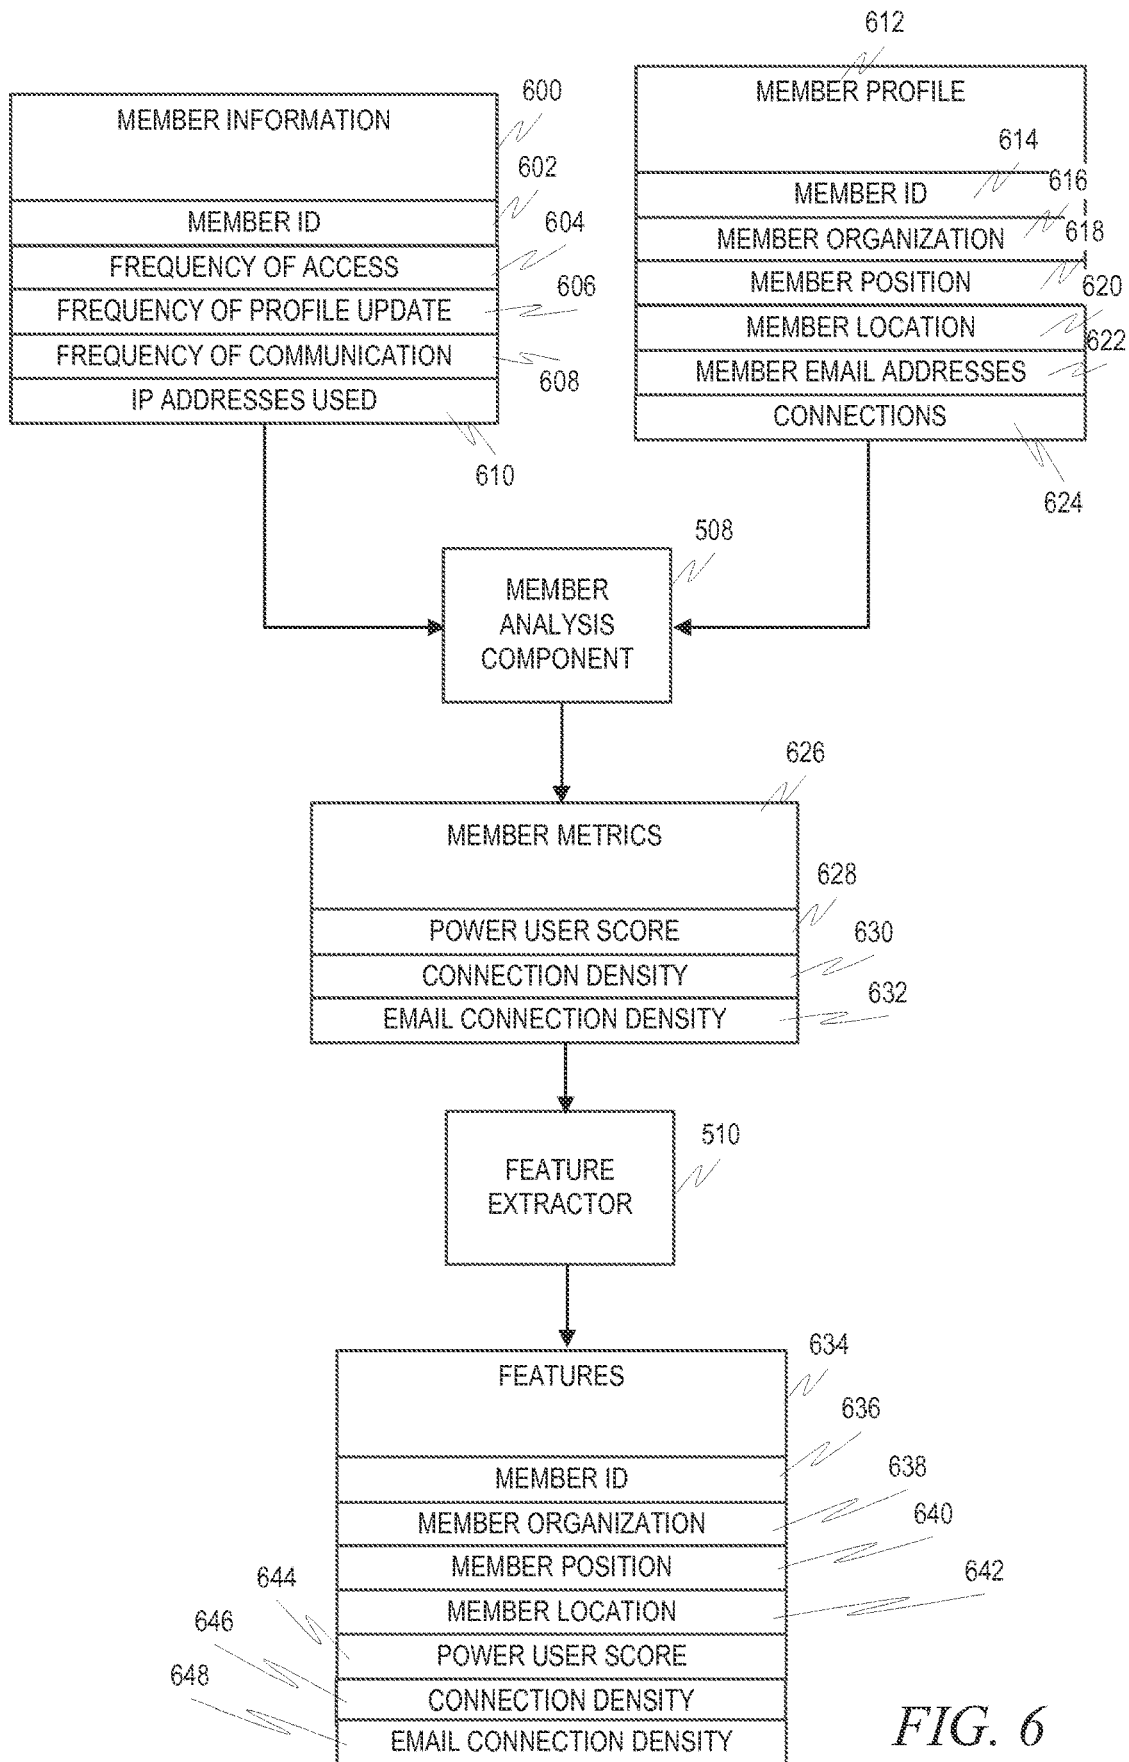 612
MEMBER PROFILE
600
MEMBER INFORMATION
614
602
616
MEMBER ID
MEMBER ID
604
618
MEMBER ORGANIZATION
FREQUENCY OF ACCESS
MEMBER POSITION
620
606
FREQUENCY OF PROFILE UPDATE
MEMBER LOCATION
622
FREQUENCY OF COMMUNICATION
608
MEMBER EMAIL ADDRESSES
IP ADDRESSES USED
CONNECTIONS
610
624
508
MEMBER
ANALYSIS
COMPONENT
626
MEMBER METRICS
628
POWER USER SCORE
630
CONNECTION DENSITY
632
EMAIL CONNECTION DENSITY
510
FEATURE
EXTRACTOR
634
FEATURES
636
MEMBER ID
638
MEMBER ORGANIZATION
640
MEMBER POSITION
642
644
MEMBER LOCATION
646
POWER USER SCORE
648
CONNECTION DENSITY
EMAIL CONNECTION DENSITY
FIG. 6